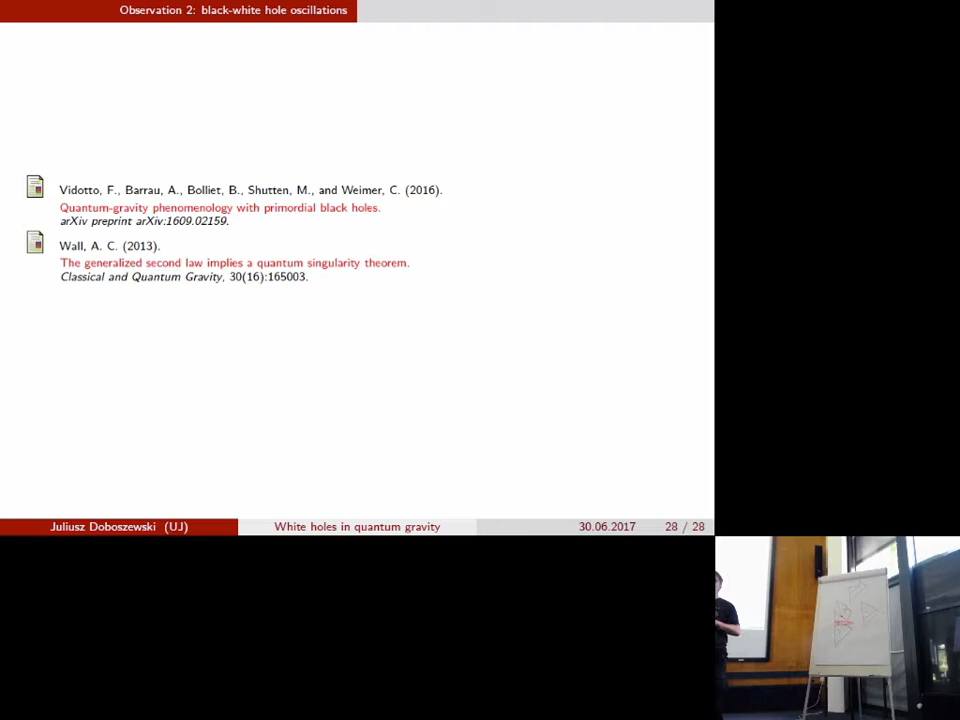 Observation 2: black-white hole oscillations
Vidotto, F., Barrau, A., Bolliet, B., Shutten, M., and Weimer, C. (2016).
Quantum-gravity phenomenology with primordial black holes.
arXiv preprint arXiv:1609.02159.
Wall, A. C. (2013).
The generalized second law implies a quantum singularity theorem.
Classical and Quantum Gravity, 30(16):165003.
Juliusz Doboszewski (UJ) White holes in quantum gravity 30.06.2017 28 / 28